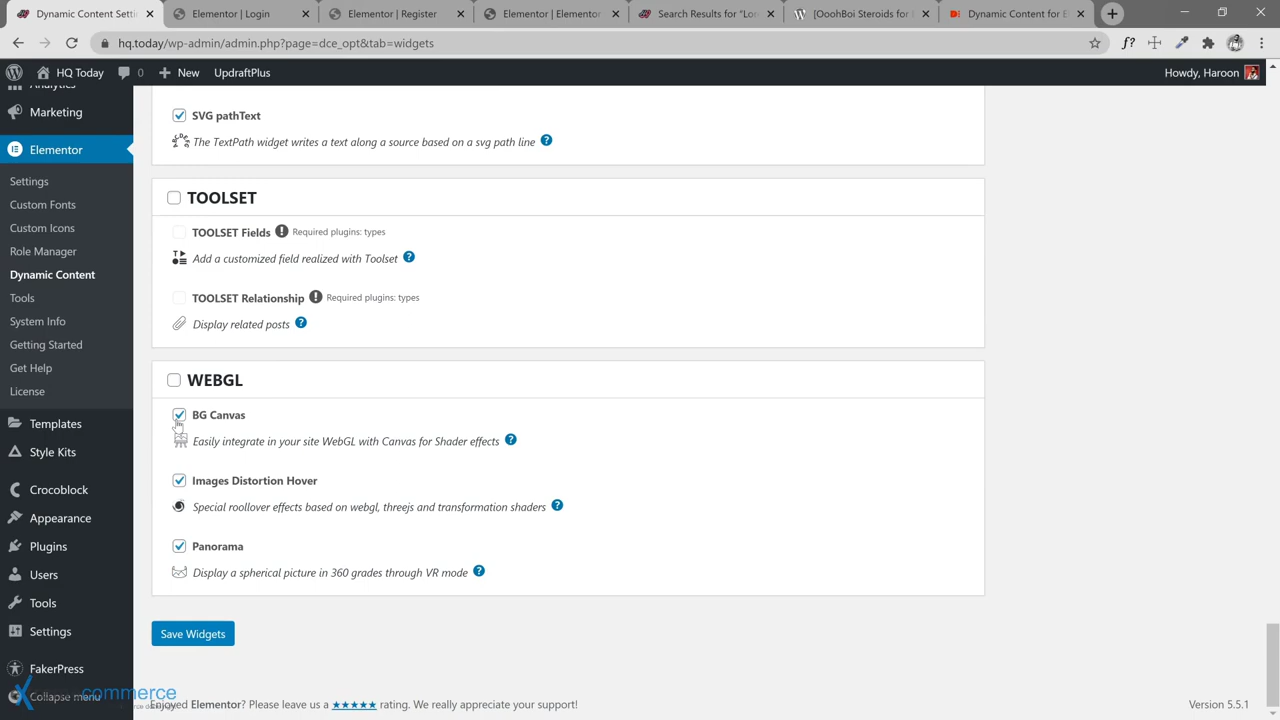 Dynamic Content Setti
Elementor | Login
Elementor | Register
Elementor | Elementor
Search Results for "Los
[OoohBoi Steroids for
Dynamic Content for E
hq.today/wp-admin/admin.php?page=dce_opt&tab=widgets
HQ Today
0
New
UpdraftPlus
Howdy, Haroon
Analytics
Marketing
Elementor
Settings
Custom Fonts
Custom Icons
Role Manager
Dynamic Content
Tools
System Info
Getting Started
Get Help
License
Templates
Style Kits
Crocoblock
Appearance
Plugins
Users
Tools
Settings
FakerPress
Collapse menu
commerce
SVG pathText
The TextPath widget writes a text along a source based on a svg path line
TOOLSET
TOOLSET Fields Required plugins: types
Add a customized field realized with Toolset
TOOLSET Relationship Required plugins: types
Display related posts
WEBGL
BG Canvas
Easily integrate in your site WebGL with Canvas for Shader effects
Images Distortion Hover
Special roollover effects based on webgl, threejs and transformation shaders
Panorama
Display a spherical picture in 360 grades through VR mode
Save Widgets
Enjoyed Elementor? Please leave us a ★★★★★ rating. We really appreciate your support!
Version 5.5.1